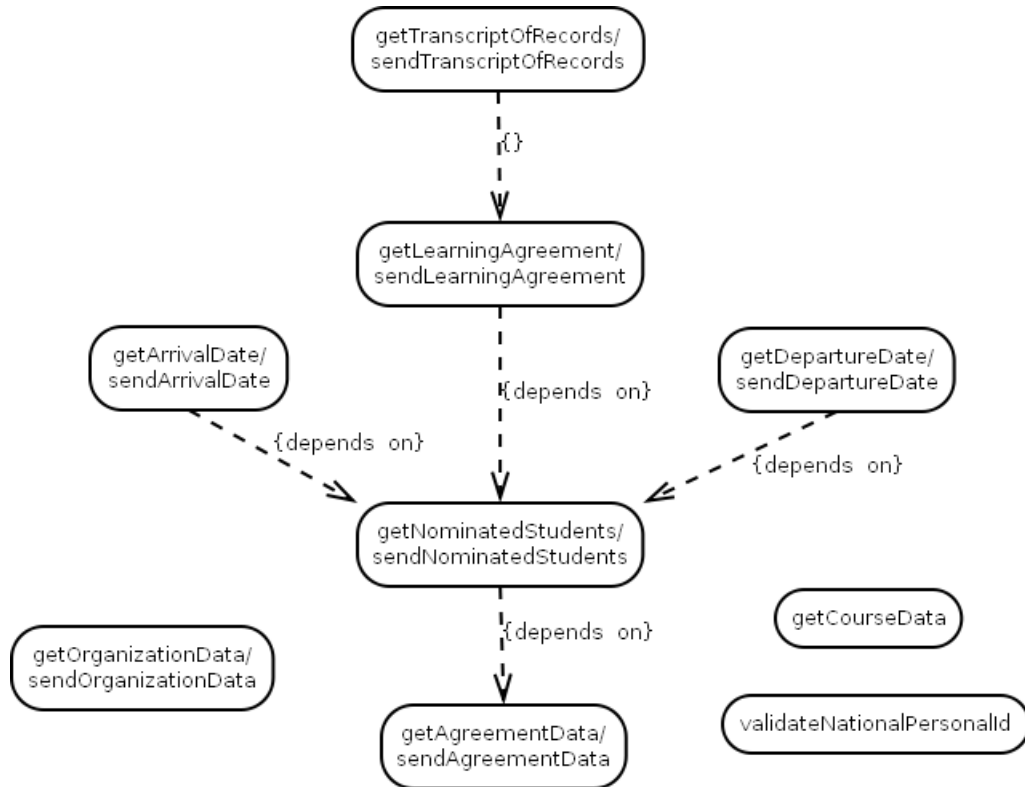 getTranscriptOfRecords/
sendTranscriptOfRecords
{}
getLearningAgreement/
sendLearningAgreement
getArrivalDate/
sendArrivalDate
getDepartureDate/
sendDepartureDate
{depends on}
{depends on}
{depends on}
getNominatedStudents/
sendNominatedStudents
getCourseData
{depends on}
getOrganizationData/
sendOrganizationData
validateNationalPersonalId
getAgreementData/
sendAgreementData